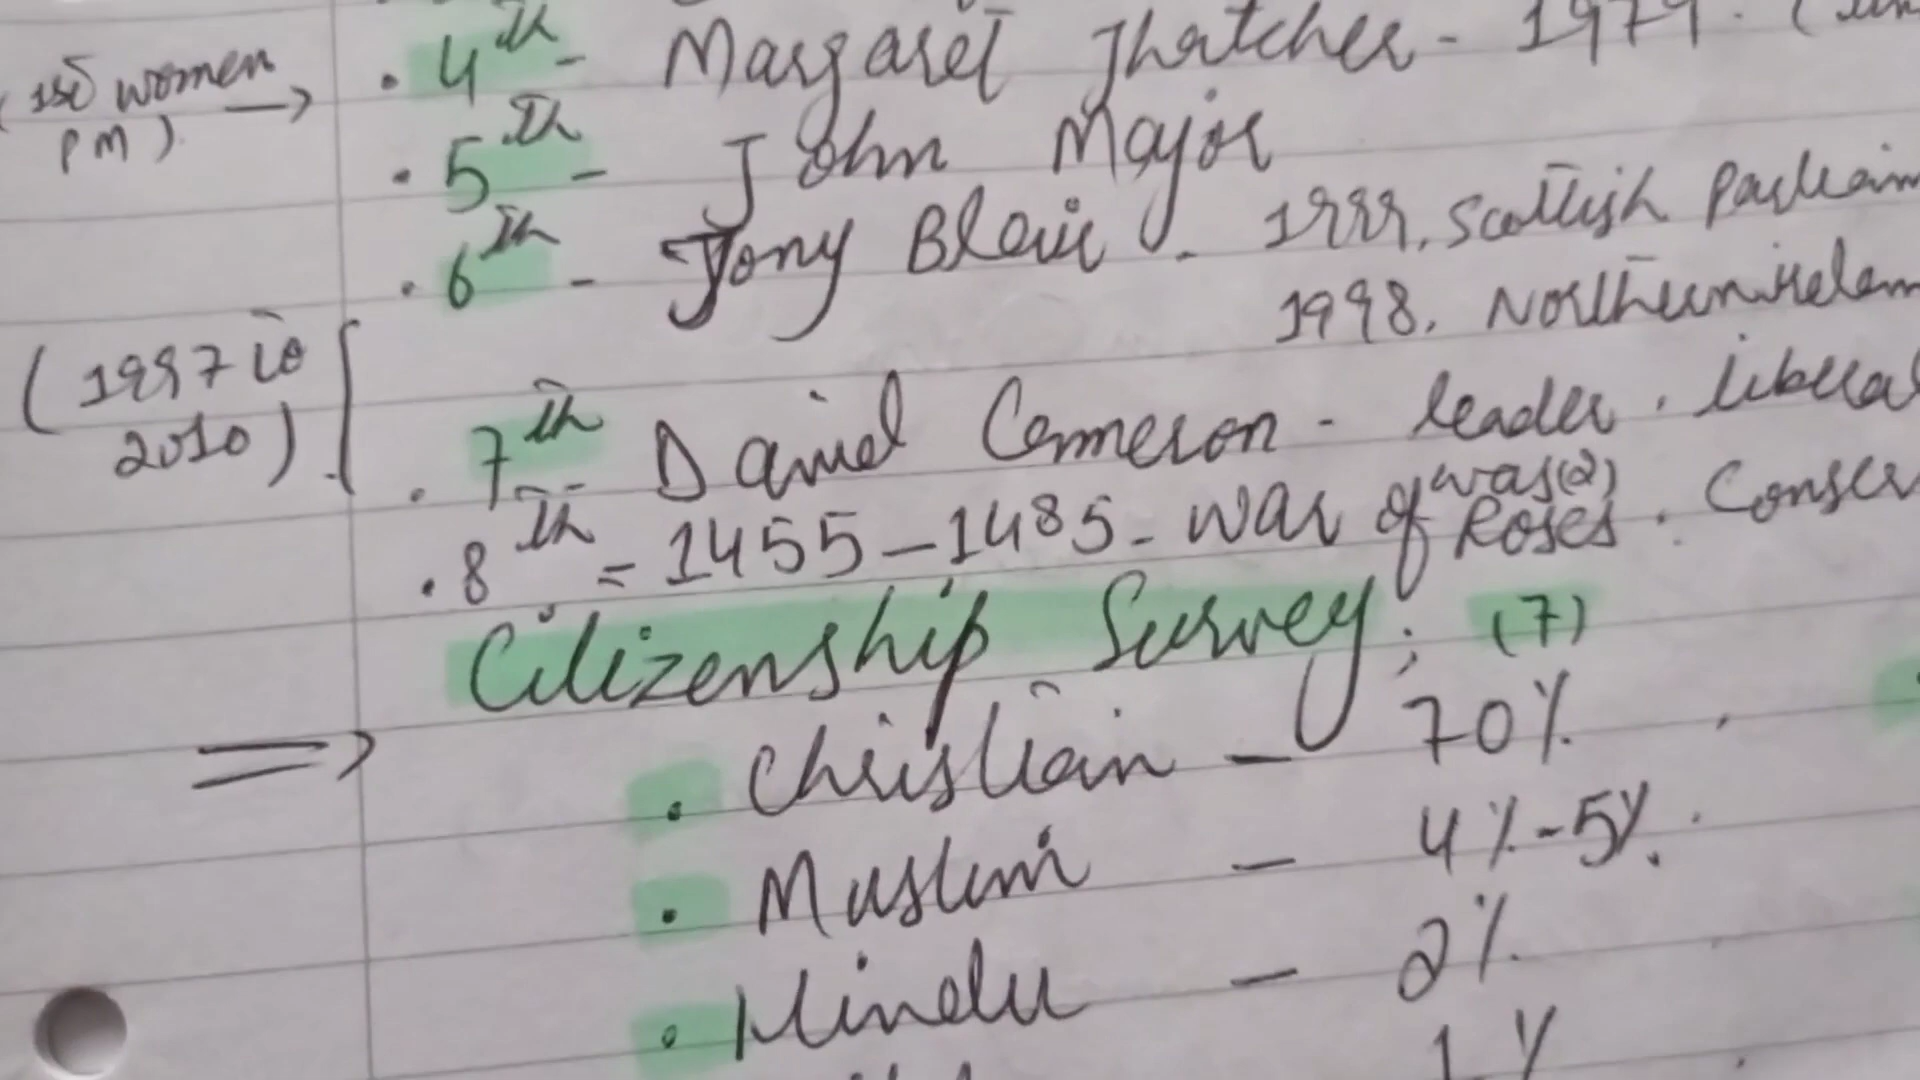 (1st women PM) → . 4th - Margaret Thatcher - 1979.
. 5th - John Major
. 6th - Tony Blair - 1999, Scottish Parliam
1998, Northern Irelan
(1997 to 2010)
. 7th Daniel Cemeron - leader. liberal
. 8th = 1455-1485- war of Roses. was(2) Conser
Citizenship Survey; (7)
⇒ . Christian - 70%.
. Muslim - 4%-5%.
. Hindu - 2%.
1%